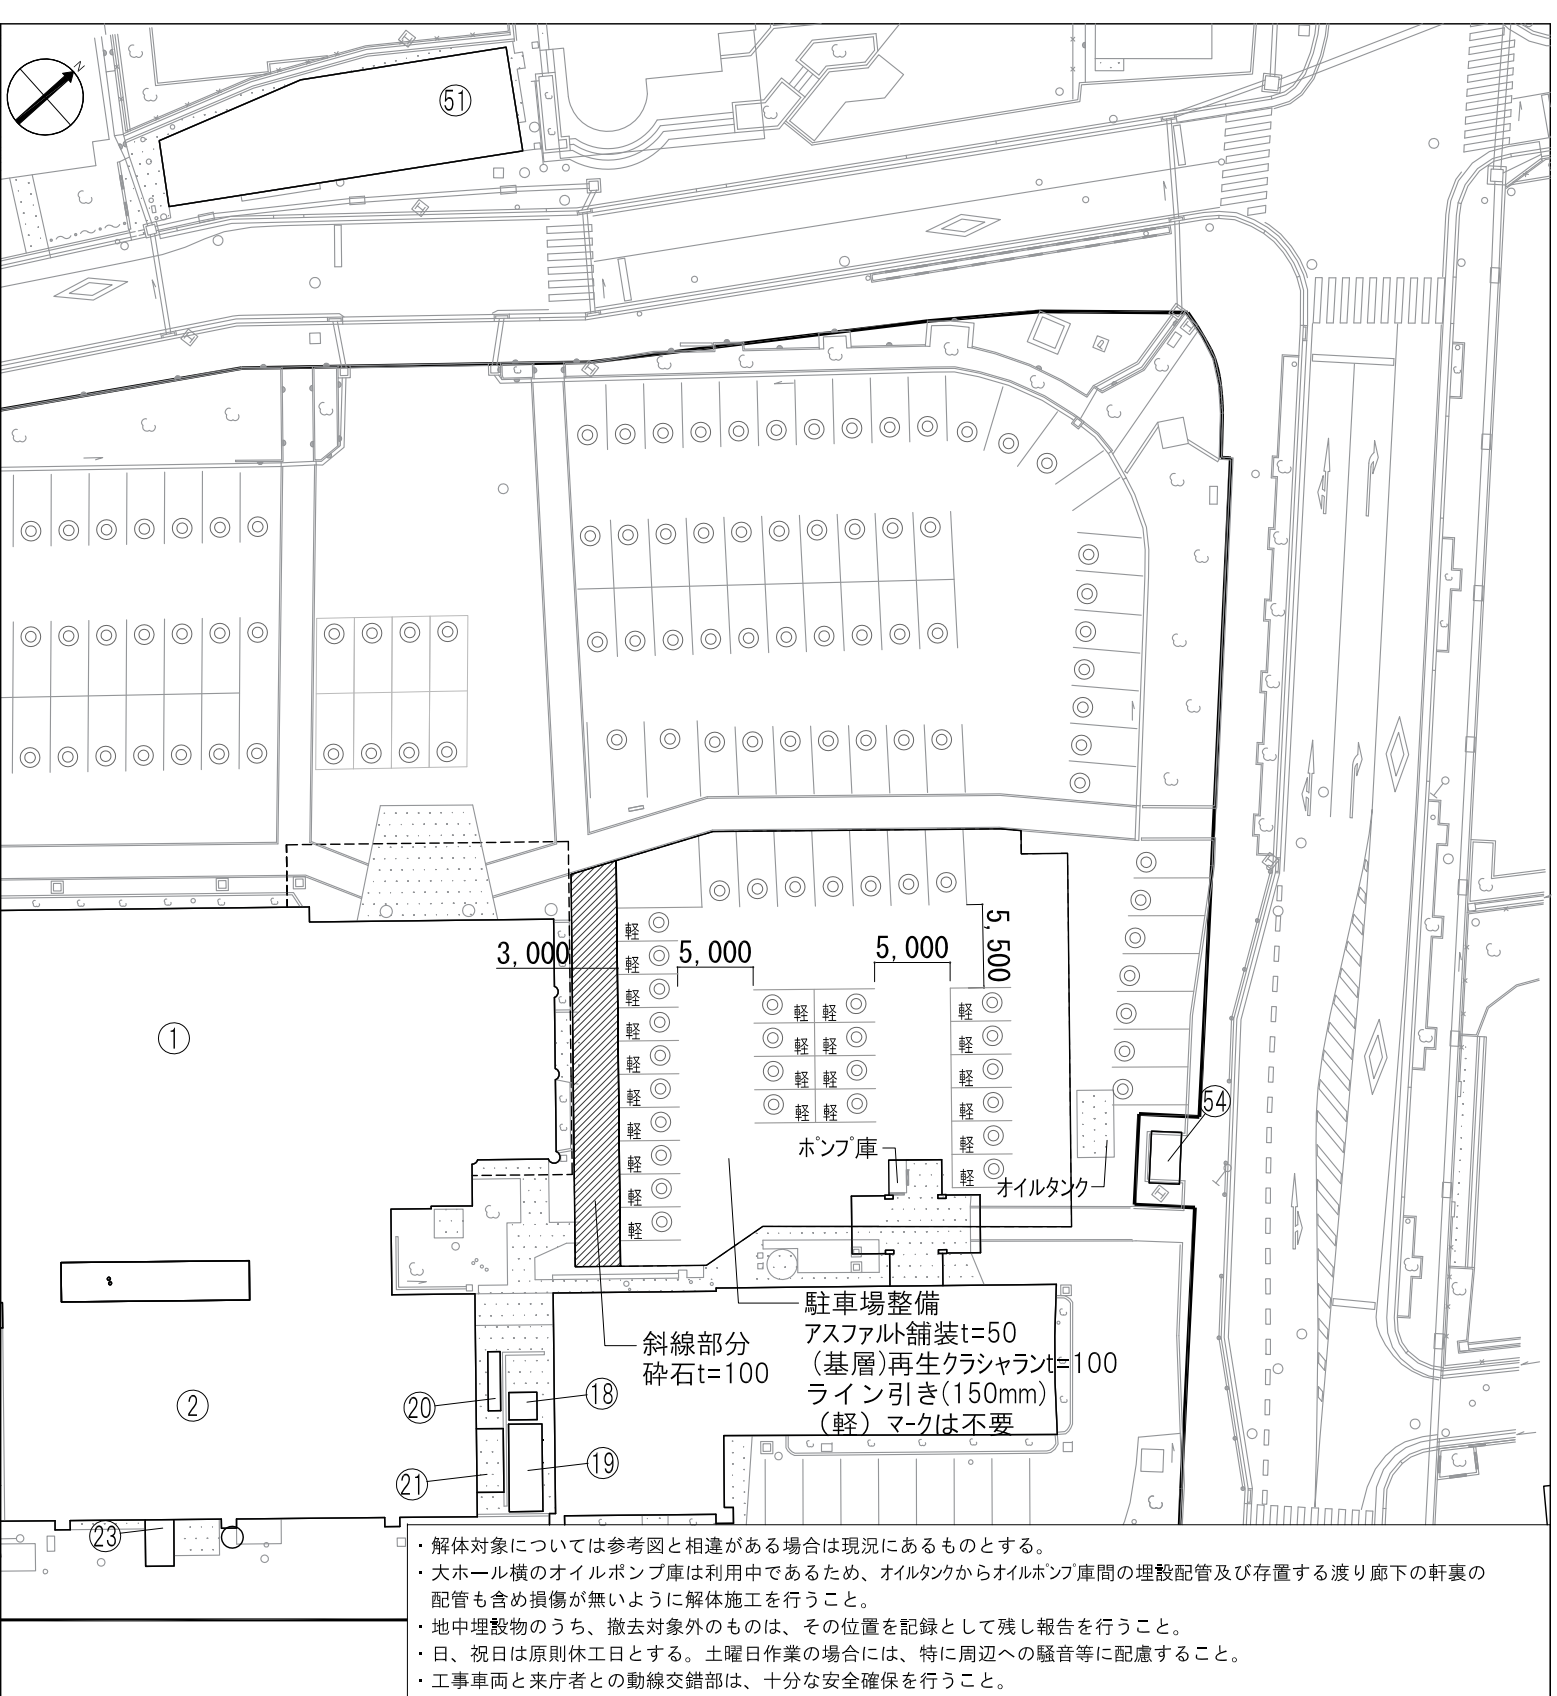 N
51
P
軽
3,000
5,000
5,000
5,500
軽
軽 軽 軽 軽
軽
軽 軽 軽 軽
軽
軽 軽 軽 軽
軽
軽 軽 軽 軽
軽
軽 軽
軽 軽
軽
軽
1
54
ポンプ庫
オイルタンク
駐車場整備
アスファルト舗装t=50
(基層)再生クラシャラン t=100
ライン引き(150mm)
(軽) マークは不要
斜線部分
砕石t=100
2
20
18
21
19
23
・解体対象については参考図と相違がある場合は現況にあるものとする。
・大ホール横のオイルポンプ庫は利用中であるため、オイルタンクからオイルポンプ庫間の埋設配管及び存置する渡り廊下の軒裏の
配管も含め損傷が無いように解体施工を行うこと。
・地中埋設物のうち、撤去対象外のものは、その位置を記録として残し報告を行うこと。
・日、祝日は原則休工日とする。土曜日作業の場合には、特に周辺への騒音等に配慮すること。
・工事車両と来庁者との動線交錯部は、十分な安全確保を行うこと。